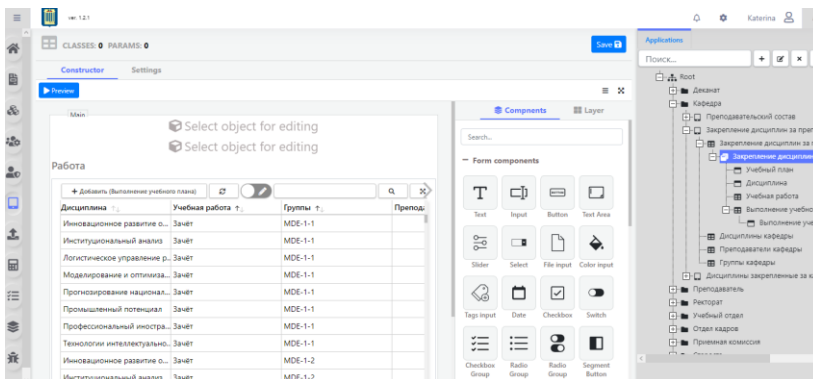 ver. 1.2.1
Katerina
CLASSES: 0 PARAMS: 0
Save
Constructor Settings
Preview
Main
Select object for editing
Select object for editing
Работа
+ Добавить (Выполнение учебного плана)
Дисциплина Учебная работа Группы Препода
Инновационное развитие о... Зачёт MDE-1-1
Институциональный анализ Зачёт MDE-1-1
Логистическое управление р... Зачёт MDE-1-1
Моделирование и оптимиза... Зачёт MDE-1-1
Прогнозирование национал... Зачёт MDE-1-1
Промышленный потенциал Зачёт MDE-1-1
Профессиональный иностра... Зачёт MDE-1-1
Технологии интеллектуально... Зачёт MDE-1-1
Инновационное развитие о... Зачёт MDE-1-2
Институциональный анализ Зачёт MDE-1-2
Compnents Layer
Search...
Form components
Text Input Button Text Area
Slider Select File input Color input
Tags input Date Checkbox Switch
Checkbox Group Radio Group Radio Group Segment Button
Applications
Поиск...
Root
Деканат
Кафедра
Преподавательский состав
Закрепление дисциплин за преп
Закрепление дисциплин за
Закрепление дисциплин
Учебный план
Дисциплина
Учебная работа
Выполнение учебно
Выполнение уче
Дисциплины кафедры
Преподаватели кафедры
Группы кафедры
Дисциплины закрепленные за к
Преподаватель
Ректорат
Учебный отдел
Отдел кадров
Приемная комиссия